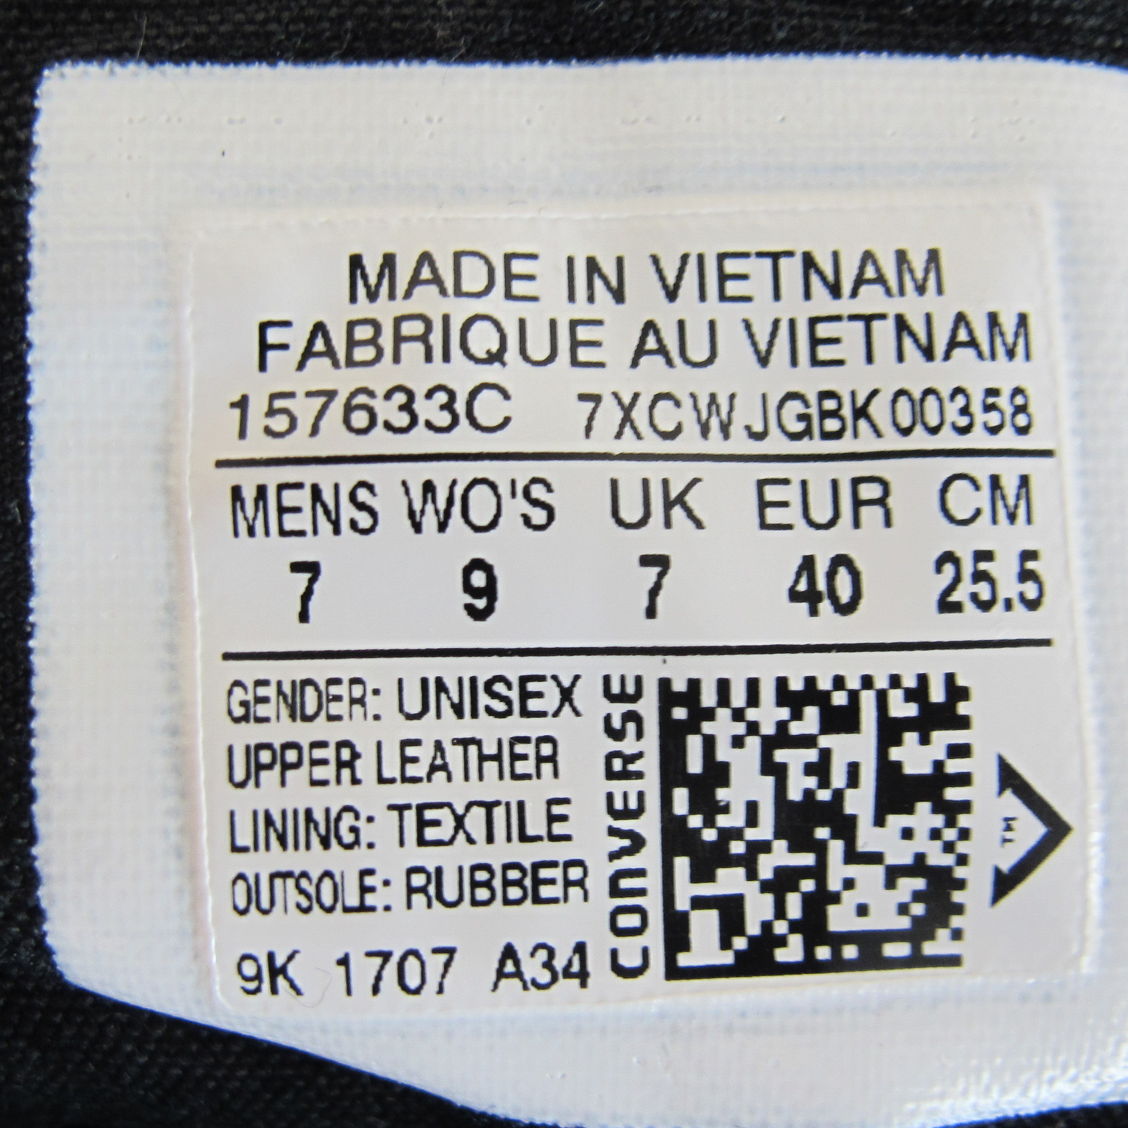 MADE IN VIETNAM
FABRIQUE AU VIETNAM
157633C 7XCWJGBK00358
MENS WO'S UK EUR CM
7 9 7 40 25.5
GENDER: UNISEX
UPPER: LEATHER
LINING: TEXTILE
OUTSOLE: RUBBER
9K 1707 A34
CONVERSE
TM